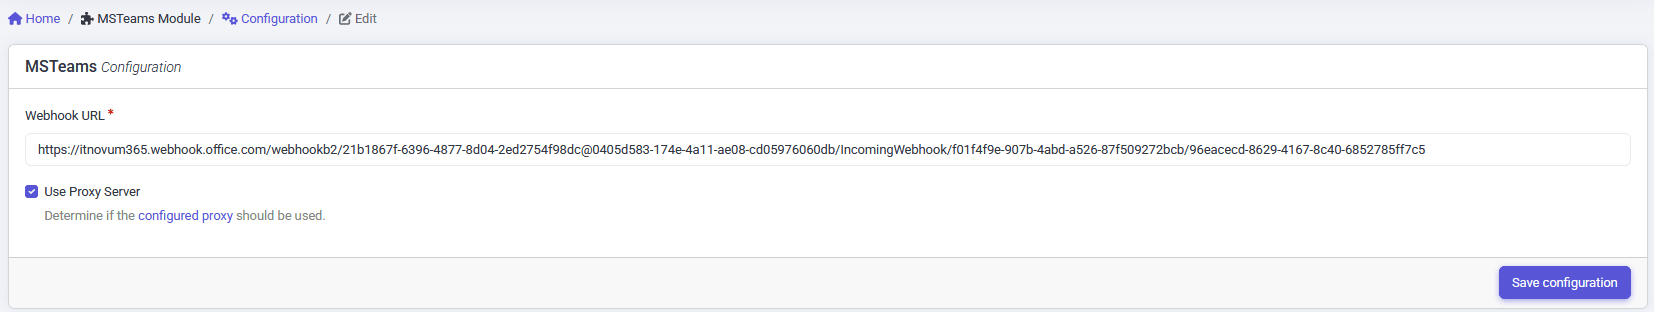 Home / MSTeams Module / Configuration / Edit
MSTeams Configuration
Webhook URL *
https://itnovum365.webhook.office.com/webhookb2/21b1867f-6396-4877-8d04-2ed2754f98dc@0405d583-174e-4a11-ae08-cd05976060db/IncomingWebhook/f01f4f9e-907b-4abd-a526-87f509272bcb/96eacecd-8629-4167-8c40-6852785ff7c5
Use Proxy Server
Determine if the configured proxy should be used.
Save configuration